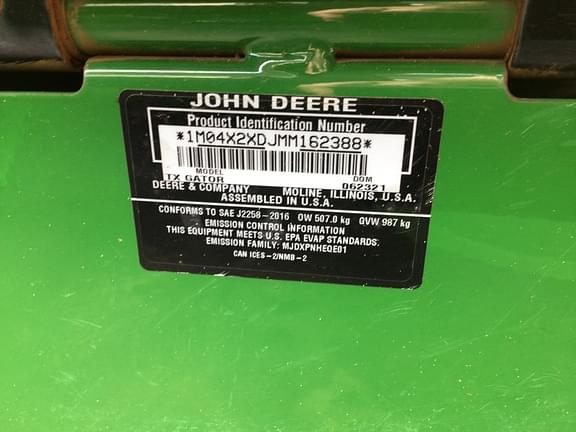 JOHN DEERE
Product Identification Number
*1M04X2XDJMM162388*
MODEL DOM
TX GATOR 062321
DEERE & COMPANY MOLINE, ILLINOIS, U.S.A.
ASSEMBLED IN U.S.A.
CONFORMS TO SAE J2258-2016 OW 507.0 kg GVW 987 kg
EMISSION CONTROL INFORMATION
THIS EQUIPMENT MEETS U.S. EPA EVAP STANDARDS.
EMISSION FAMILY: MJDXPNHEQE01
CAN ICES-2/NMB-2